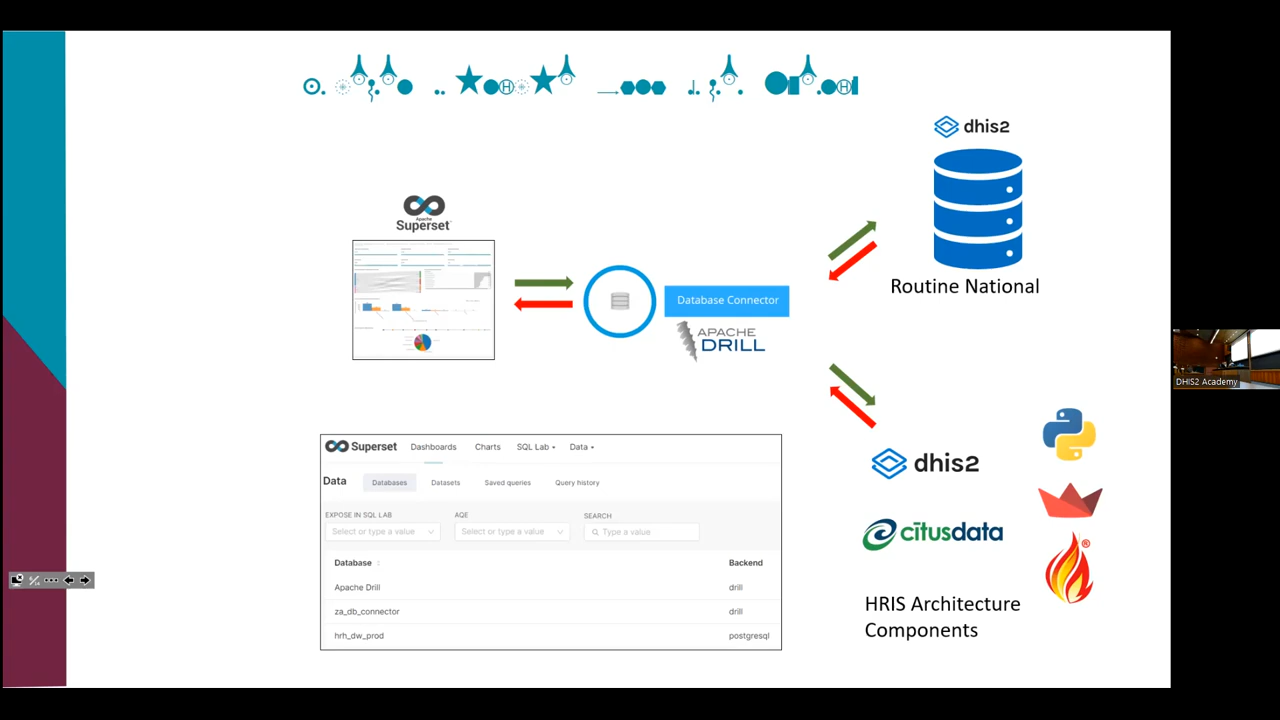 dhis2
Apache
Superset
Routine National
Database Connector
APACHE
DRILL
DHIS2 Academy
Superset Dashboards Charts SQL Lab Data
Data Databases Datasets Saved queries Query history
EXPOSE IN SQL LAB AQE SEARCH
Select or type a value Select or type a value Type a value
Database Backend
Apache Drill drill
za_db_connector drill
hrh_dw_prod postgresql
dhis2
citusdata
HRIS Architecture
Components